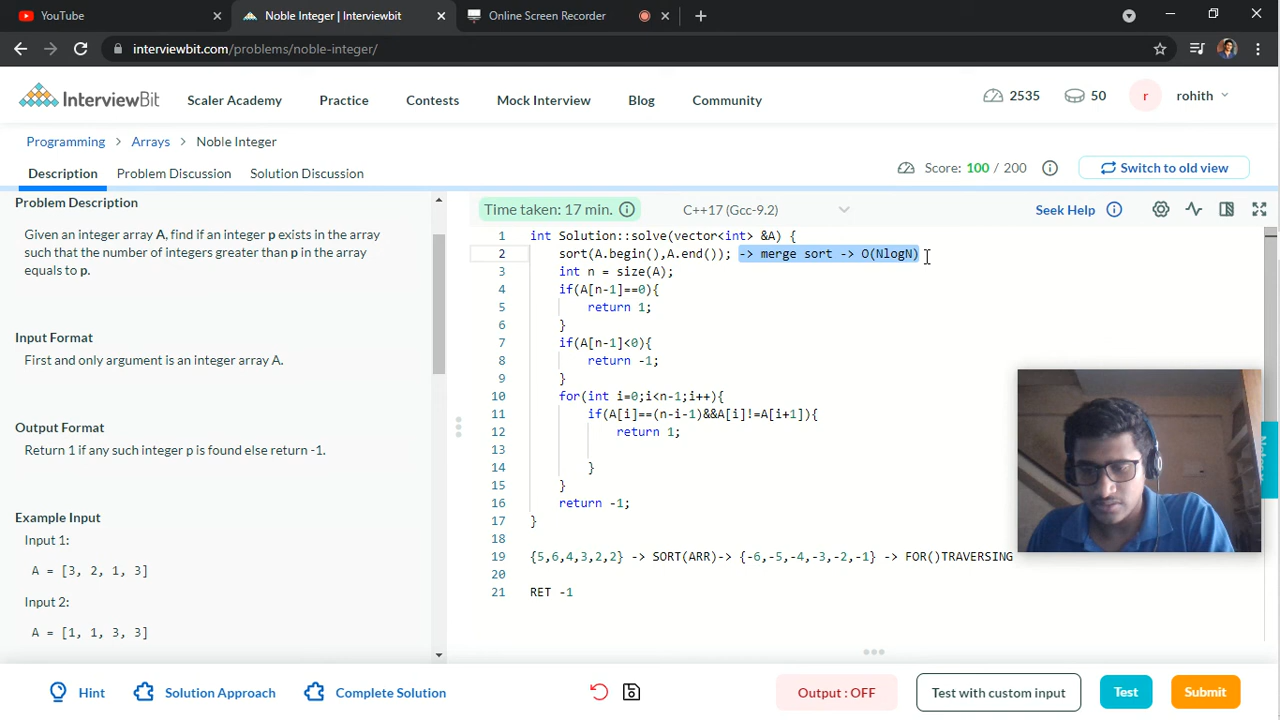 YouTube
Noble Integer | Interviewbit
Online Screen Recorder
interviewbit.com/problems/noble-integer/
InterviewBit
Scaler Academy
Practice
Contests
Mock Interview
Blog
Community
2535
50
r
rohith
Programming > Arrays > Noble Integer
Description
Problem Discussion
Solution Discussion
Score: 100 / 200
Switch to old view
Problem Description
Given an integer array A, find if an integer p exists in the array
such that the number of integers greater than p in the array
equals to p.
Input Format
First and only argument is an integer array A.
Output Format
Return 1 if any such integer p is found else return -1.
Example Input
Input 1:
A = [3, 2, 1, 3]
Input 2:
A = [1, 1, 3, 3]
Time taken: 17 min.
C++17 (Gcc-9.2)
Seek Help
1 int Solution::solve(vector<int> &A) {
2 sort(A.begin(),A.end()); -> merge sort -> O(NlogN)
3 int n = size(A);
4 if(A[n-1]==0){
5 return 1;
6 }
7 if(A[n-1]<0){
8 return -1;
9 }
10 for(int i=0;i<n-1;i++){
11 if(A[i]==(n-i-1)&&A[i]!=A[i+1]){
12 return 1;
13
14 }
15 }
16 return -1;
17 }
18
19 {5,6,4,3,2,2} -> SORT(ARR)-> {-6,-5,-4,-3,-2,-1} -> FOR()TRAVERSING
20
21 RET -1
Hint
Solution Approach
Complete Solution
Output : OFF
Test with custom input
Test
Submit